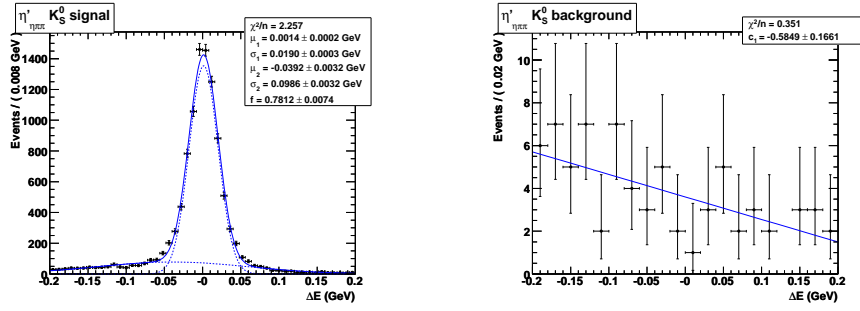 η'ηππ K⁰S signal
χ²/n = 2.257
μ1 = 0.0014 ± 0.0002 GeV
σ1 = 0.0190 ± 0.0003 GeV
μ2 = -0.0392 ± 0.0032 GeV
σ2 = 0.0986 ± 0.0032 GeV
f = 0.7812 ± 0.0074
Events / ( 0.008 GeV )
1400
1200
1000
800
600
400
200
0
-0.2 -0.15 -0.1 -0.05 -0 0.05 0.1 0.15 0.2
ΔE (GeV)
η'ηππ K⁰S background
χ²/n = 0.351
c1 = -0.5849 ± 0.1661
Events / ( 0.02 GeV )
10
8
6
4
2
0
-0.2 -0.15 -0.1 -0.05 -0 0.05 0.1 0.15 0.2
ΔE (GeV)